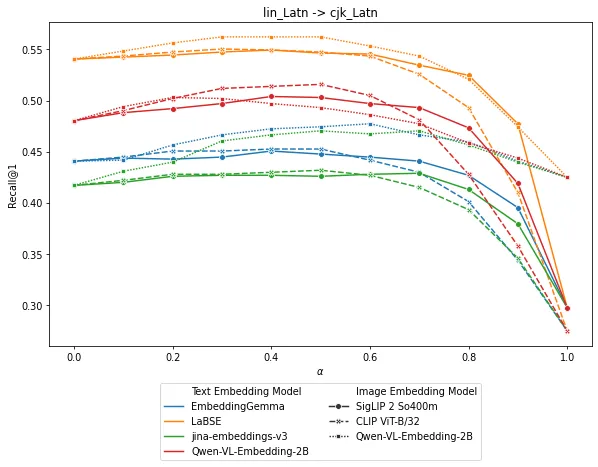 lin_Latn -> cjk_Latn
Recall@1
0.55
0.50
0.45
0.40
0.35
0.30
0.0
0.2
0.4
0.6
0.8
1.0
α
Text Embedding Model
EmbeddingGemma
LaBSE
jina-embeddings-v3
Qwen-VL-Embedding-2B
Image Embedding Model
SigLIP 2 So400m
CLIP ViT-B/32
Qwen-VL-Embedding-2B